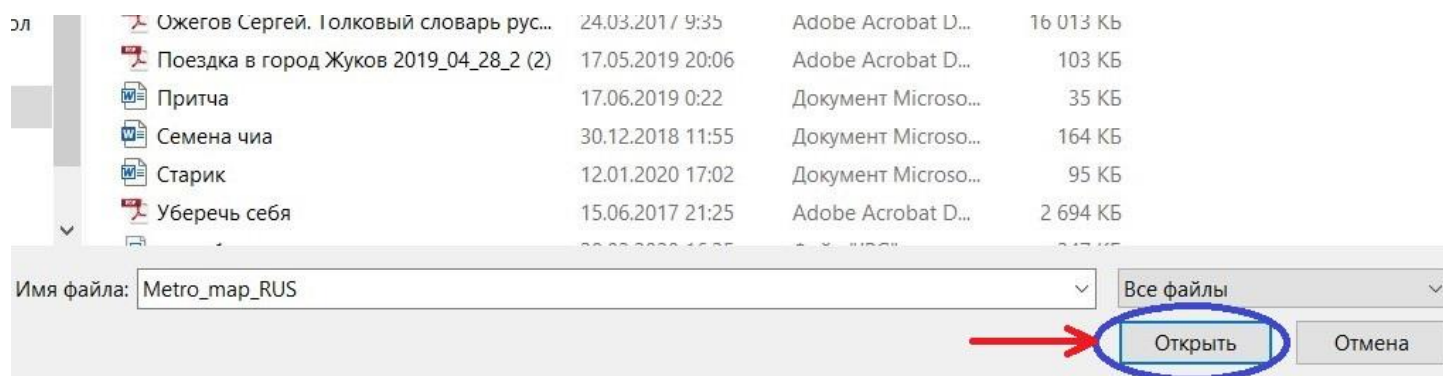 ол Ожегов Сергей. Толковый словарь рус... 24.03.2017 9:35 Adobe Acrobat D... 16 013 КБ
Поездка в город Жуков 2019_04_28_2 (2) 17.05.2019 20:06 Adobe Acrobat D... 103 КБ
Притча 17.06.2019 0:22 Документ Microso... 35 КБ
Семена чиа 30.12.2018 11:55 Документ Microso... 164 КБ
Старик 12.01.2020 17:02 Документ Microso... 95 КБ
Уберечь себя 15.06.2017 21:25 Adobe Acrobat D... 2 694 КБ
Имя файла: Metro_map_RUS Все файлы
Открыть Отмена